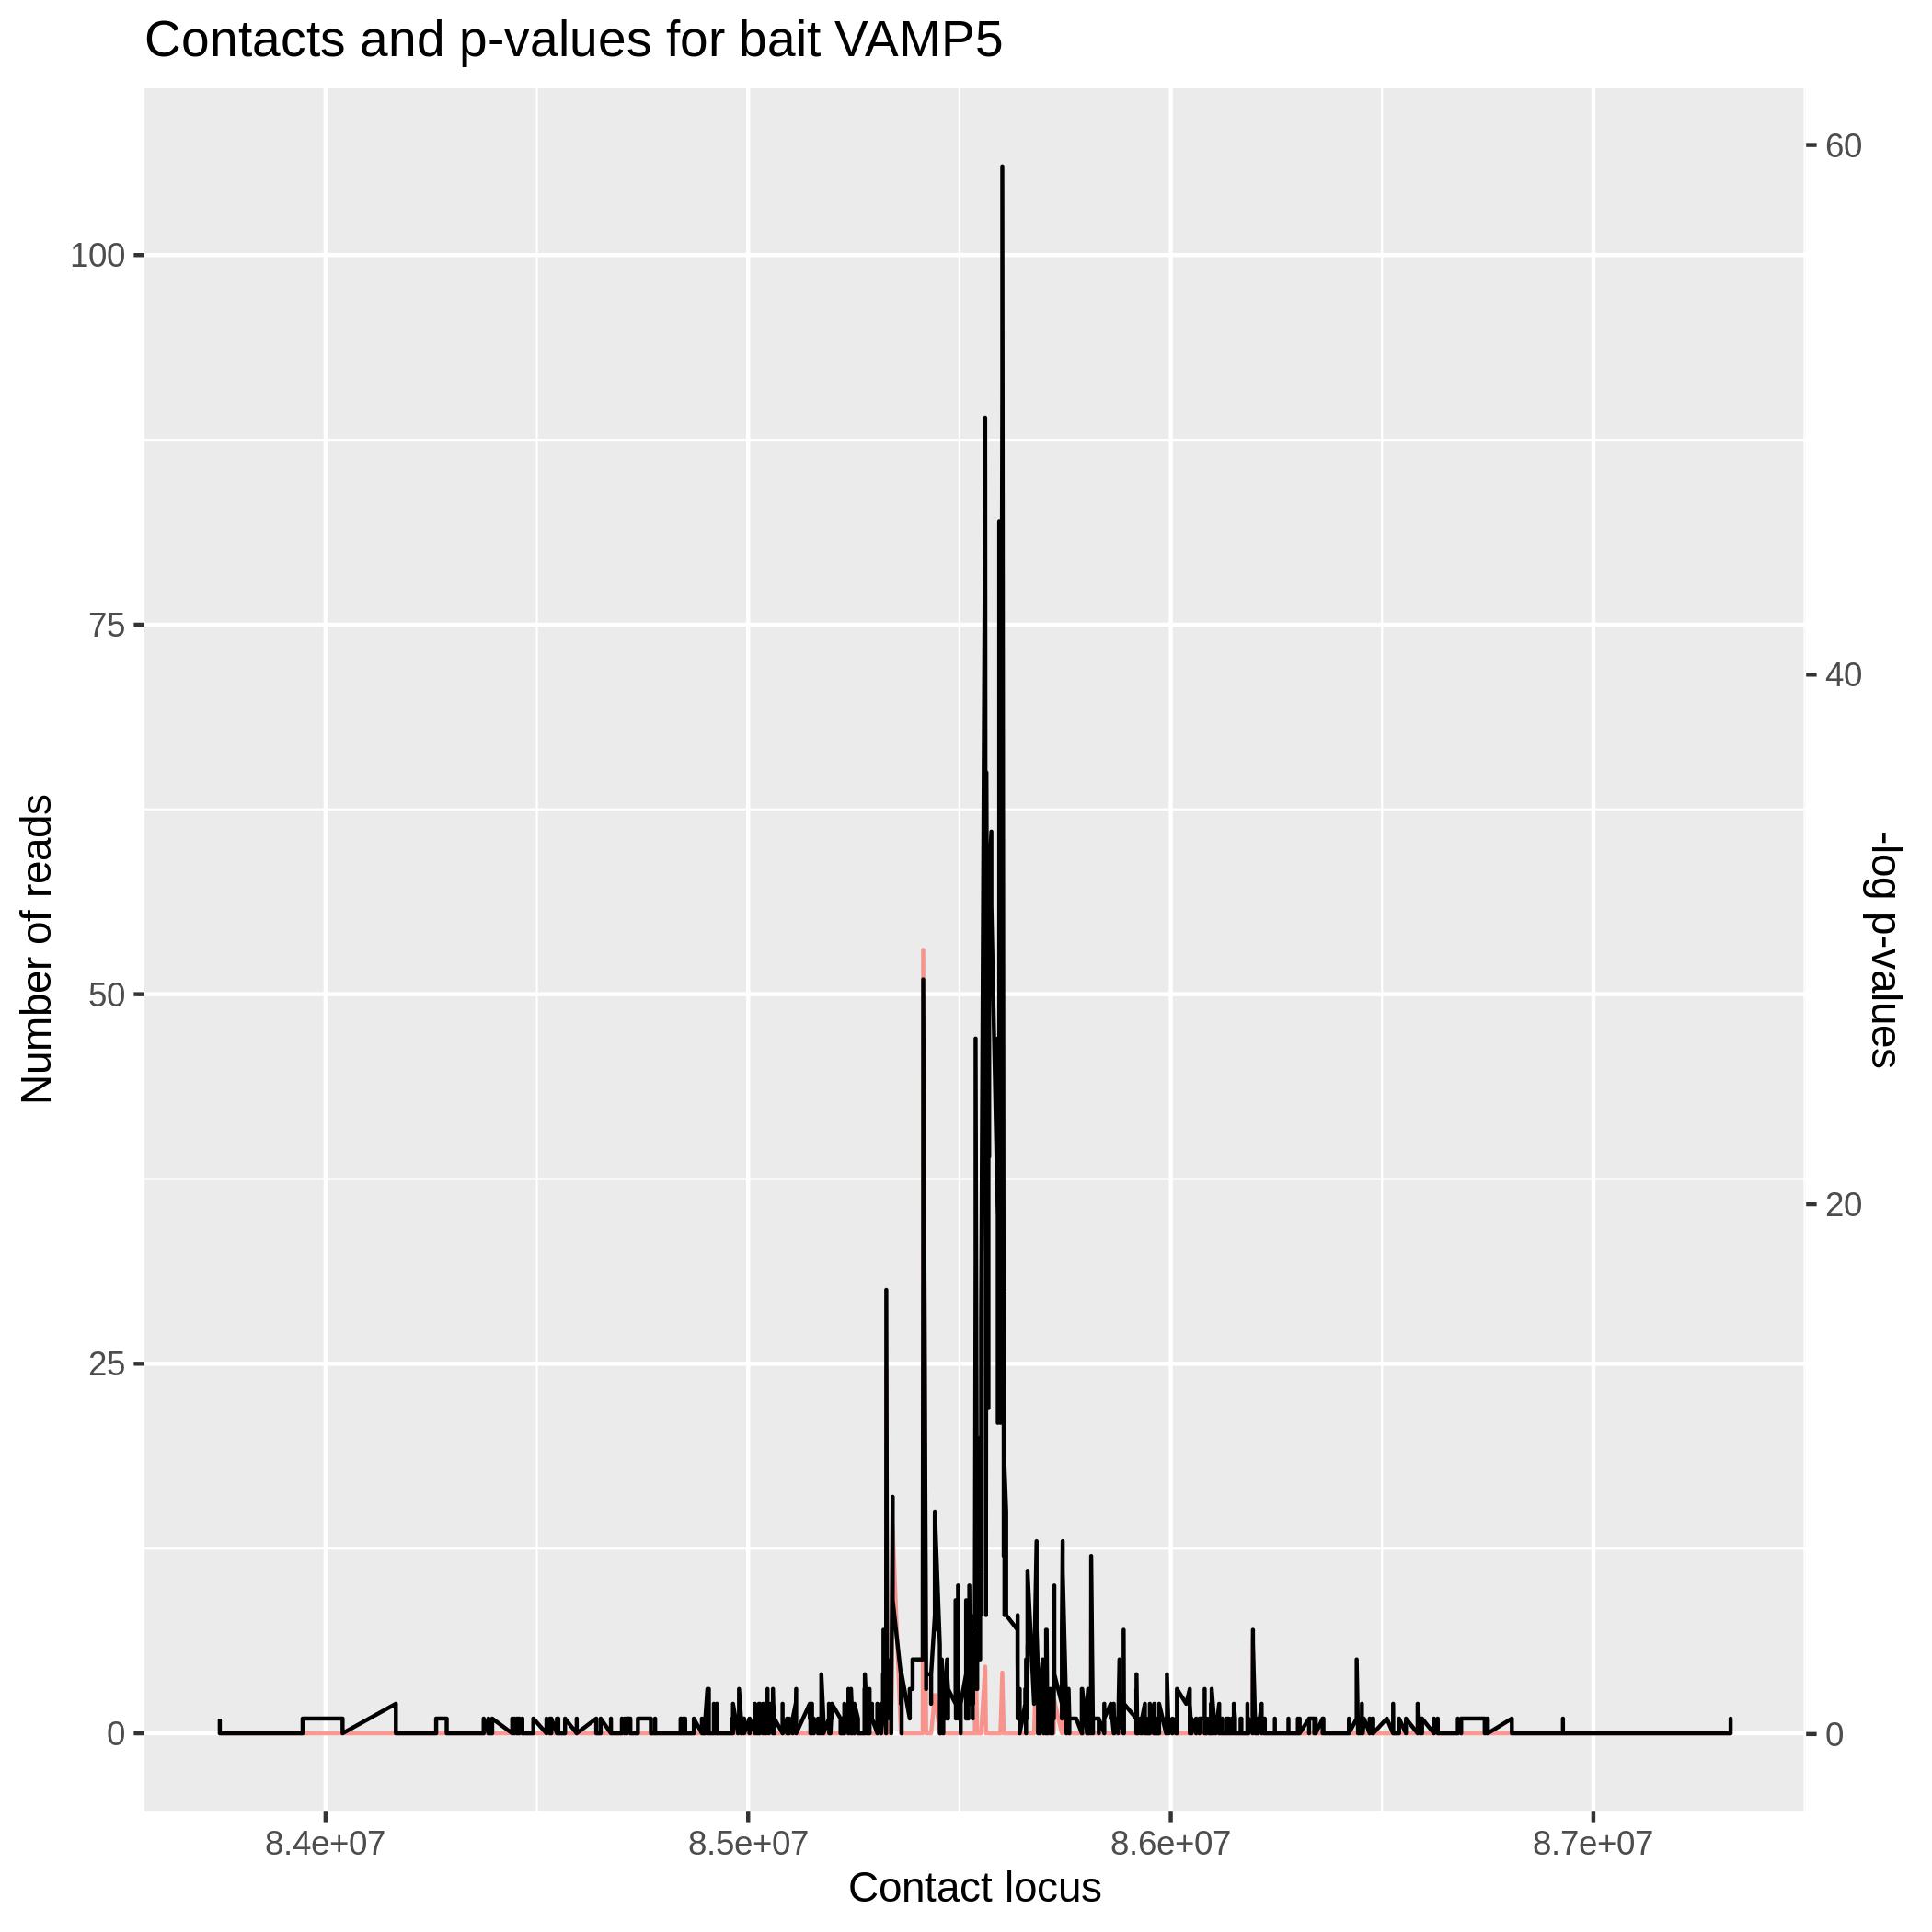 Contacts and p-values for bait VAMP5
Number of reads
100
75
50
25
0
60
40
20
0
-log p-values
8.4e+07
8.5e+07
8.6e+07
8.7e+07
Contact locus